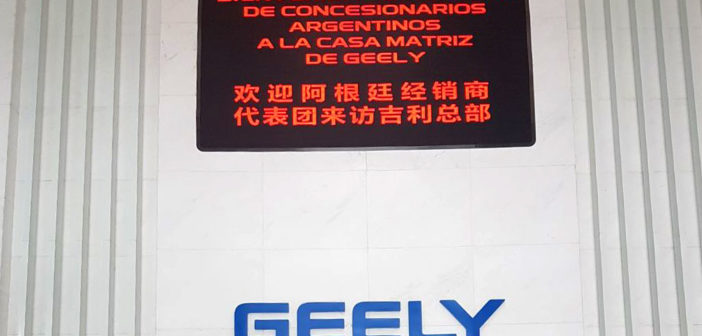 DE CONCESIONARIOS
ARGENTINOS
A LA CASA MATRIZ
DE GEELY
欢迎阿根廷经销商
代表团来访吉利总部
GEELY